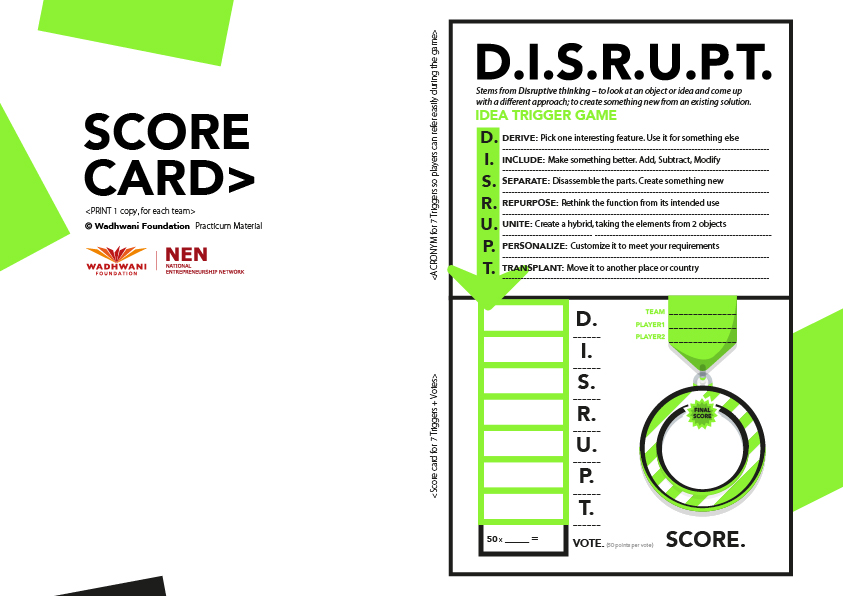 SCORE
CARD>
<PRINT 1 copy, for each team>
© Wadhwani Foundation Practicum Material
WADHWANI
FOUNDATION
NEN
NATIONAL
ENTREPRENEURSHIP NETWORK
<ACRONYM for 7 Triggers so players can refer easily during the game>
D.I.S.R.U.P.T.
Stems from Disruptive thinking – to look at an object or idea and come up
with a different approach; to create something new from an existing solution.
IDEA TRIGGER GAME
D. DERIVE: Pick one interesting feature. Use it for something else
I. INCLUDE: Make something better. Add, Subtract, Modify
S. SEPARATE: Disassemble the parts. Create something new
R. REPURPOSE: Rethink the function from its intended use
U. UNITE: Create a hybrid, taking the elements from 2 objects
P. PERSONALIZE: Customize it to meet your requirements
T. TRANSPLANT: Move it to another place or country
<Score card for 7 Triggers + Votes>
D.
I.
S.
R.
U.
P.
T.
50 x _____ =
VOTE. (50 points per vote)
TEAM
PLAYER1
PLAYER2
FINAL
SCORE
SCORE.